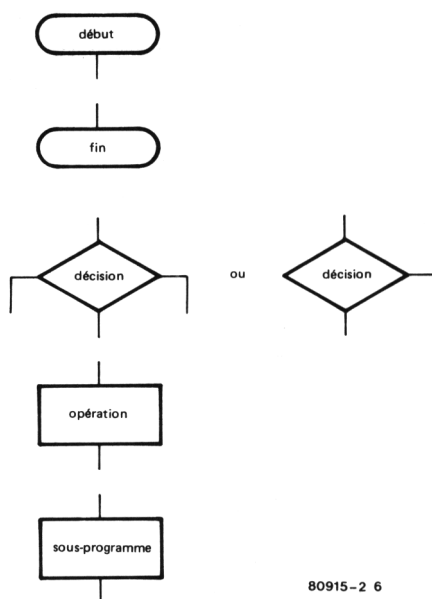 début
fin
décision
ou
décision
opération
sous-programme
80915-2 6